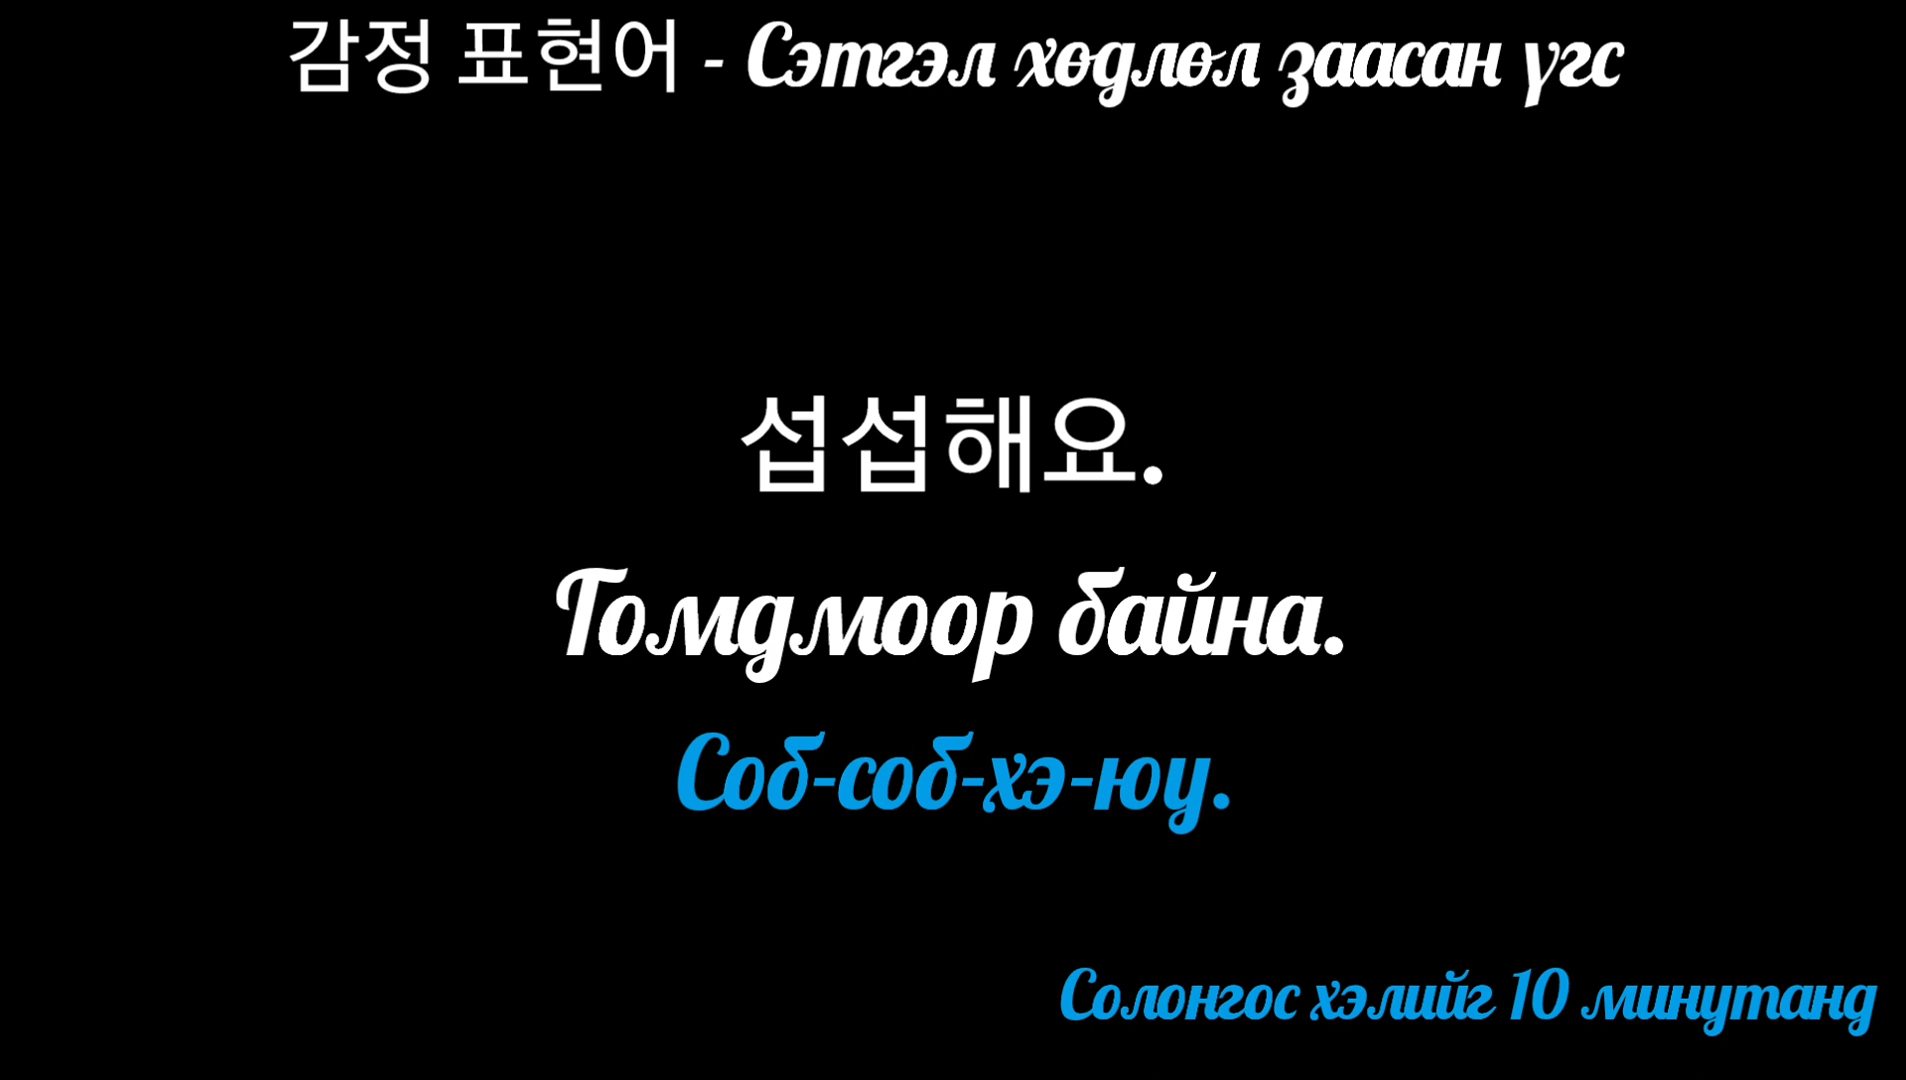 감정 표현어 - Сэтгэл хөдлөл заасан үгс
섭섭해요.
Гомдмоор байна.
Соб-соб-хэ-юу.
Солонгос хэлийг 10 минутанд